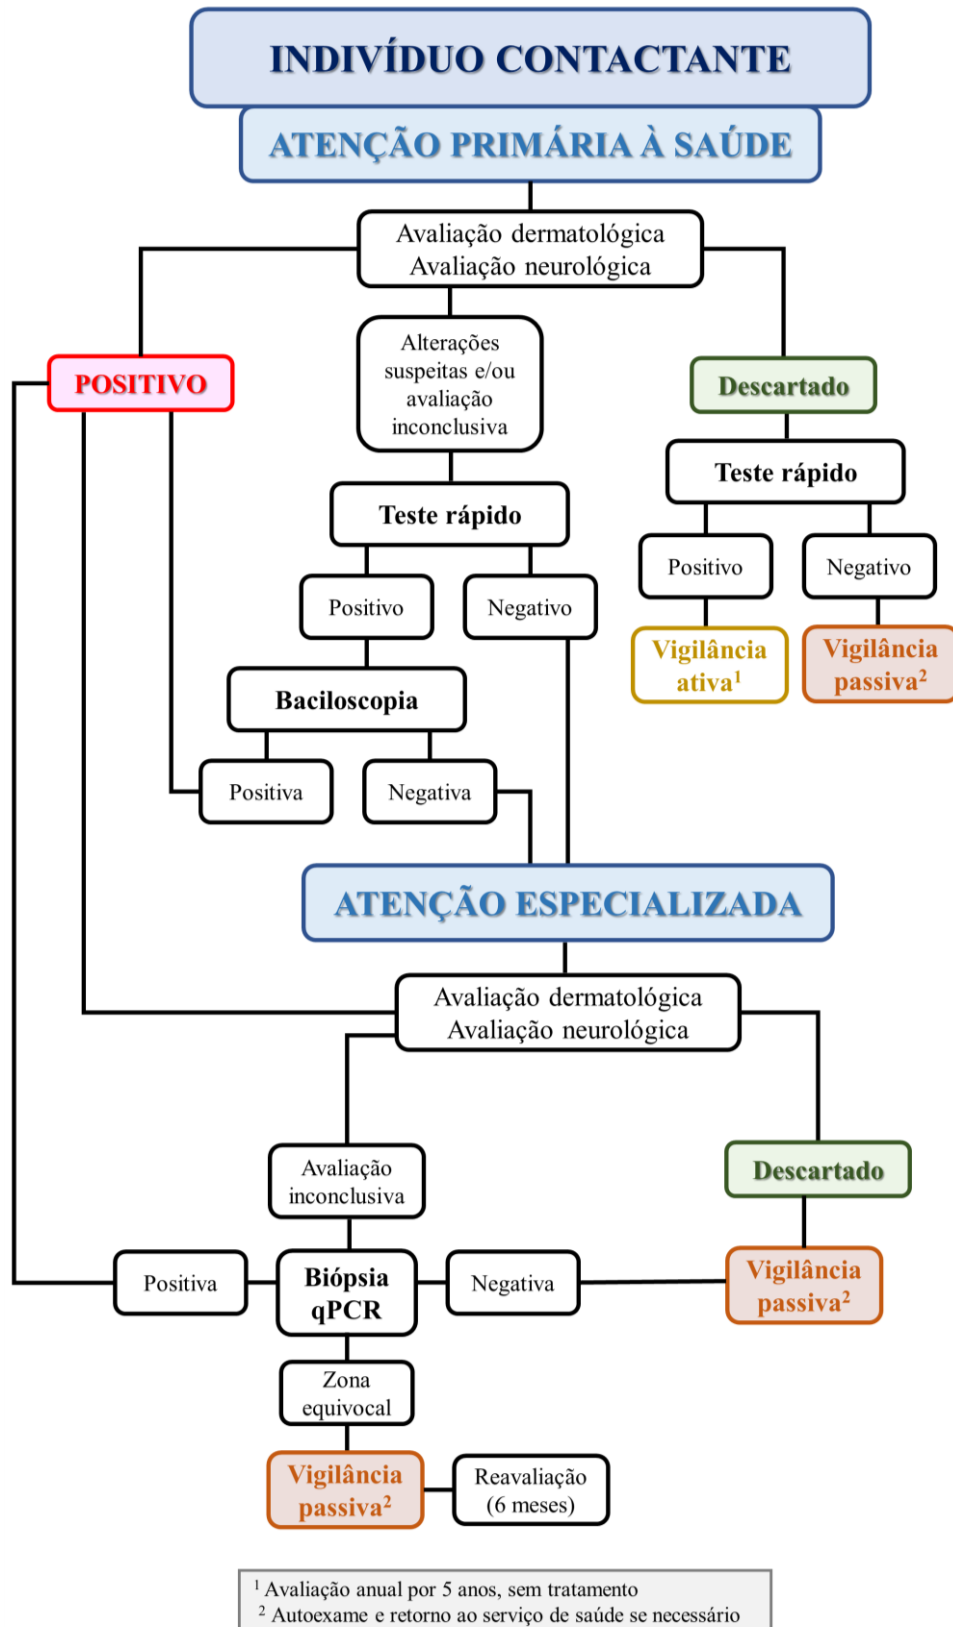 INDIVÍDUO CONTACTANTE
ATENÇÃO PRIMÁRIA À SAÚDE
Avaliação dermatológica
Avaliação neurológica
Alterações
suspeitas e/ou
avaliação
inconclusiva
POSITIVO
Descartado
Teste rápido
Positivo
Negativo
Vigilância
ativa¹
Vigilância
passiva²
Teste rápido
Positivo
Negativo
Baciloscopia
Positiva
Negativa
ATENÇÃO ESPECIALIZADA
Avaliação dermatológica
Avaliação neurológica
Avaliação
inconclusiva
Descartado
Positiva
Biópsia
qPCR
Negativa
Vigilância
passiva²
Zona
equivocal
Vigilância
passiva²
Reavaliação
(6 meses)
¹ Avaliação anual por 5 anos, sem tratamento
² Autoexame e retorno ao serviço de saúde se necessário